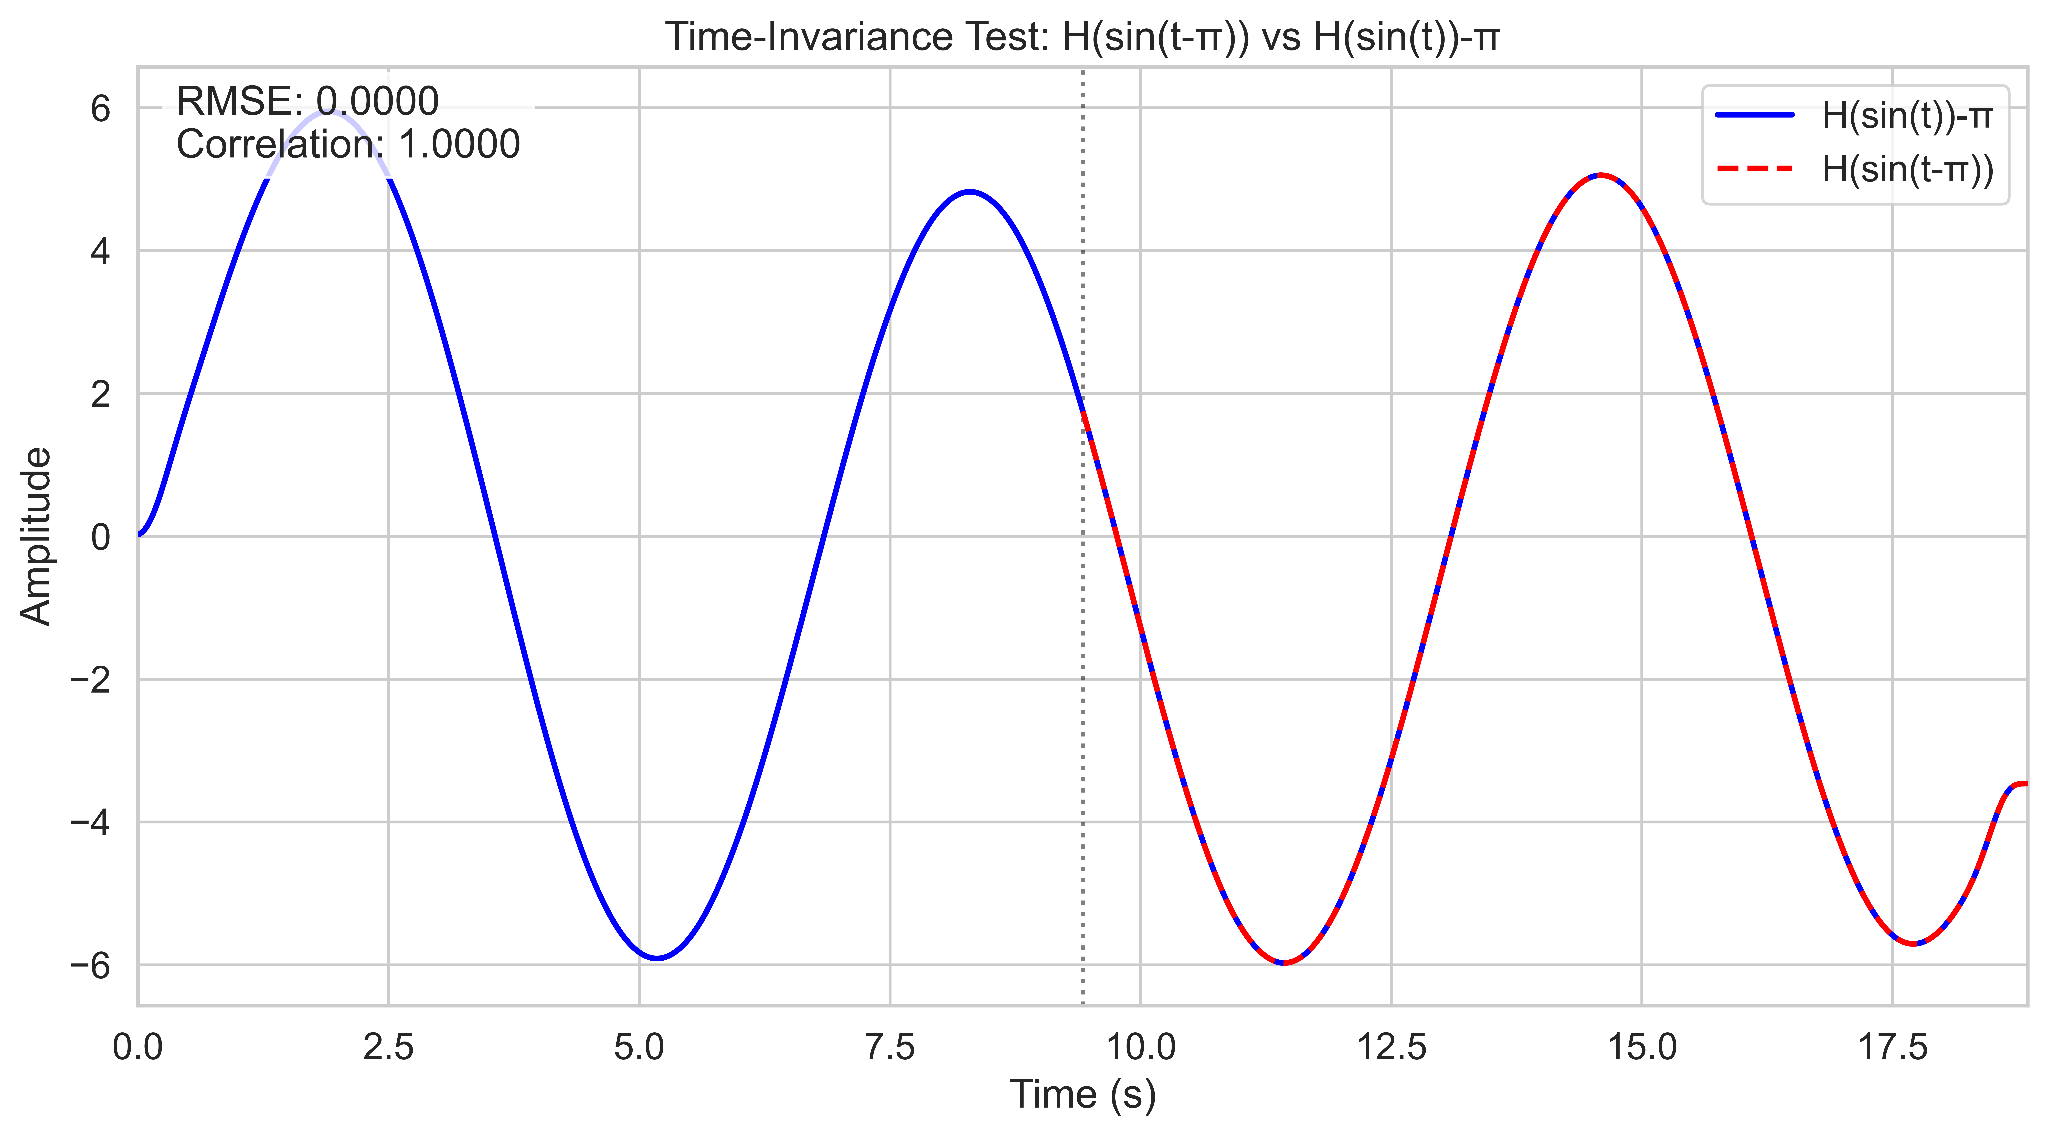 Time-Invariance Test: H(sin(t-π)) vs H(sin(t))-π
RMSE: 0.0000
Correlation: 1.0000
H(sin(t))-π
H(sin(t-π))
6
4
2
0
−2
−4
−6
Amplitude
0.0 2.5 5.0 7.5 10.0 12.5 15.0 17.5
Time (s)